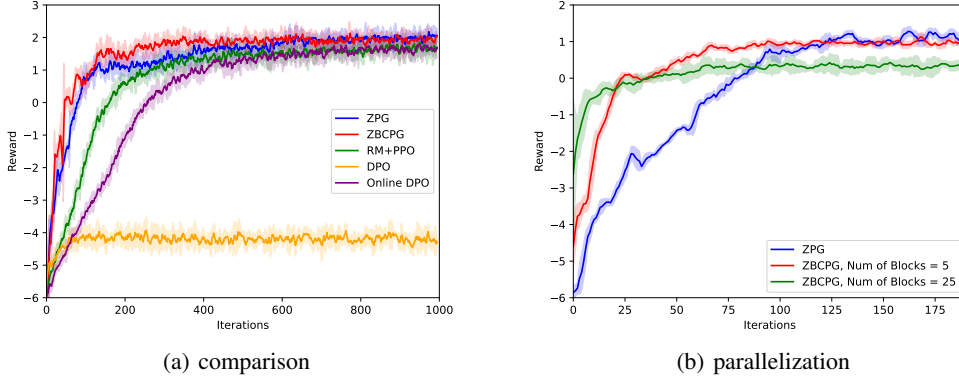 3
2
1
0
−1
−2
−3
−4
−5
−6
Reward
ZPG
ZBCPG
RM+PPO
DPO
Online DPO
0
200
400
600
800
1000
Iterations
(a) comparison
2
1
0
−1
−2
−3
−4
−5
−6
Reward
ZPG
ZBCPG, Num of Blocks = 5
ZBCPG, Num of Blocks = 25
0
25
50
75
100
125
150
175
Iterations
(b) parallelization